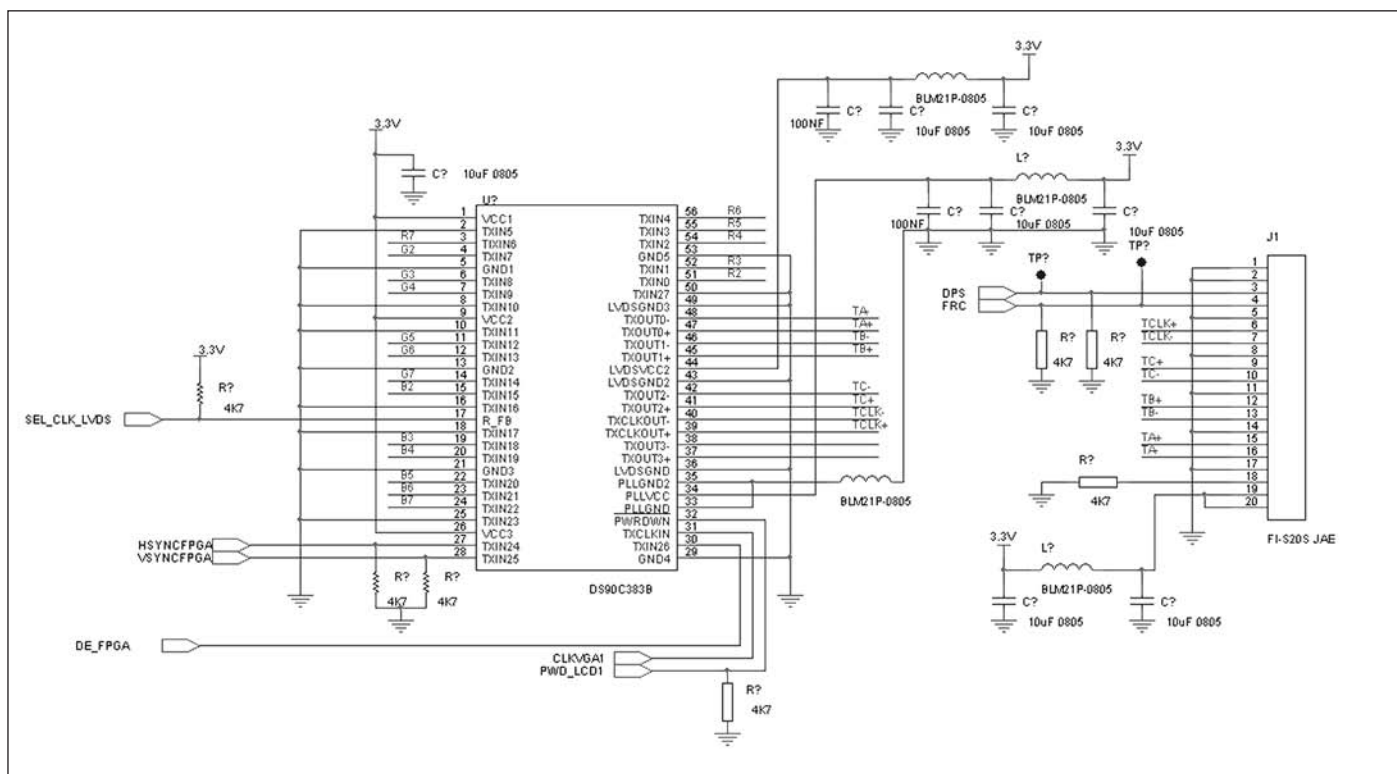 3.3V
BLM21P-0805
C?
C?
C?
100NF
10uF 0805
10uF 0805
3.3V
C?
10uF 0805
3.3V
L?
BLM21P-0805
C?
C?
C?
100NF
10uF 0805
10uF 0805
U?
1 VCC1
2 TXIN5
R7 3 TIXIN6
G2 4 TXIN7
5 GND1
G3 6 TXIN8
G4 7 TXIN9
8 TXIN10
9 VCC2
10 TXIN11
G5 11 TXIN12
G6 12 TXIN13
13 GND2
G7 14 TXIN14
B2 15 TXIN15
16 TXIN16
17 R_FB
18 TXIN17
B3 19 TXIN18
B4 20 TXIN19
21 GND3
B5 22 TXIN20
B6 23 TXIN21
B7 24 TXIN22
25 TXIN23
26 VCC3
27 TXIN24
28 TXIN25
TXIN4 56 R6
TXIN3 55 R5
TXIN2 54 R4
GND5 53
TXIN1 52 R3
TXIN0 51 R2
TXIN27 50
LVDSGND3 49
TXOUT0- 48 TA-
TXOUT0+ 47 TA+
TXOUT1- 46 TB-
TXOUT1+ 45 TB+
LVDSVCC2 44
LVDSGND2 43
TXOUT2- 42 TC-
TXOUT2+ 41 TC+
TXCLKOUT- 40 TCLK-
TXCLKOUT+ 39 TCLK+
TXOUT3- 38
TXOUT3+ 37
LVDSGND 36
PLLGND2 35
PLLVCC 34
PLLGND 33
PWRDWN 32
TXCLKIN 31
TXIN26 30
GND4 29
DS90C383B
BLM21P-0805
3.3V
R?
4K7
SEL_CLK_LVDS
HSYNCFPGA
VSYNCFPGA
R?
R?
4K7
4K7
DE_FPGA
CLKVGA1
PWD_LCD1
R?
4K7
TP?
TP?
DPS
FRC
R?
R?
4K7
4K7
J1
1
2
3
4
5
TCLK+ 6
TCLK- 7
8
TC+ 9
TC- 10
11
TB+ 12
TB- 13
14
TA+ 15
TA- 16
17
18
19
20
FI-S20S JAE
R?
4K7
3.3V
L?
BLM21P-0805
C?
C?
10uF 0805
10uF 0805